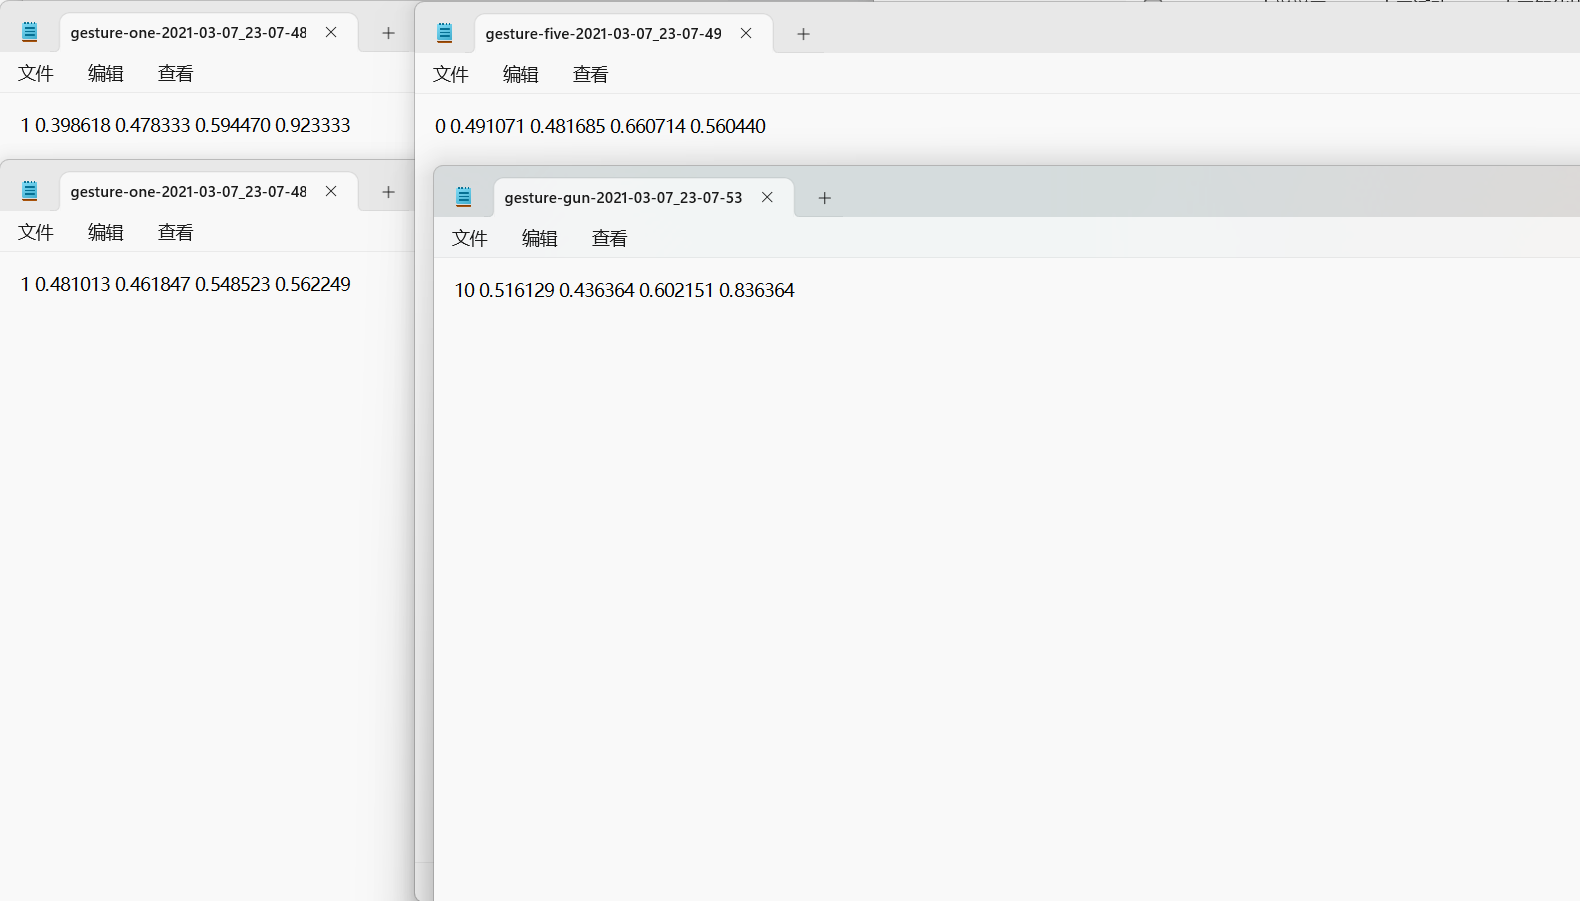 gesture-one-2021-03-07_23-07-48
文件 编辑 查看
1 0.398618 0.478333 0.594470 0.923333
gesture-one-2021-03-07_23-07-48
文件 编辑 查看
1 0.481013 0.461847 0.548523 0.562249
gesture-five-2021-03-07_23-07-49
文件 编辑 查看
0 0.491071 0.481685 0.660714 0.560440
gesture-gun-2021-03-07_23-07-53
文件 编辑 查看
10 0.516129 0.436364 0.602151 0.836364